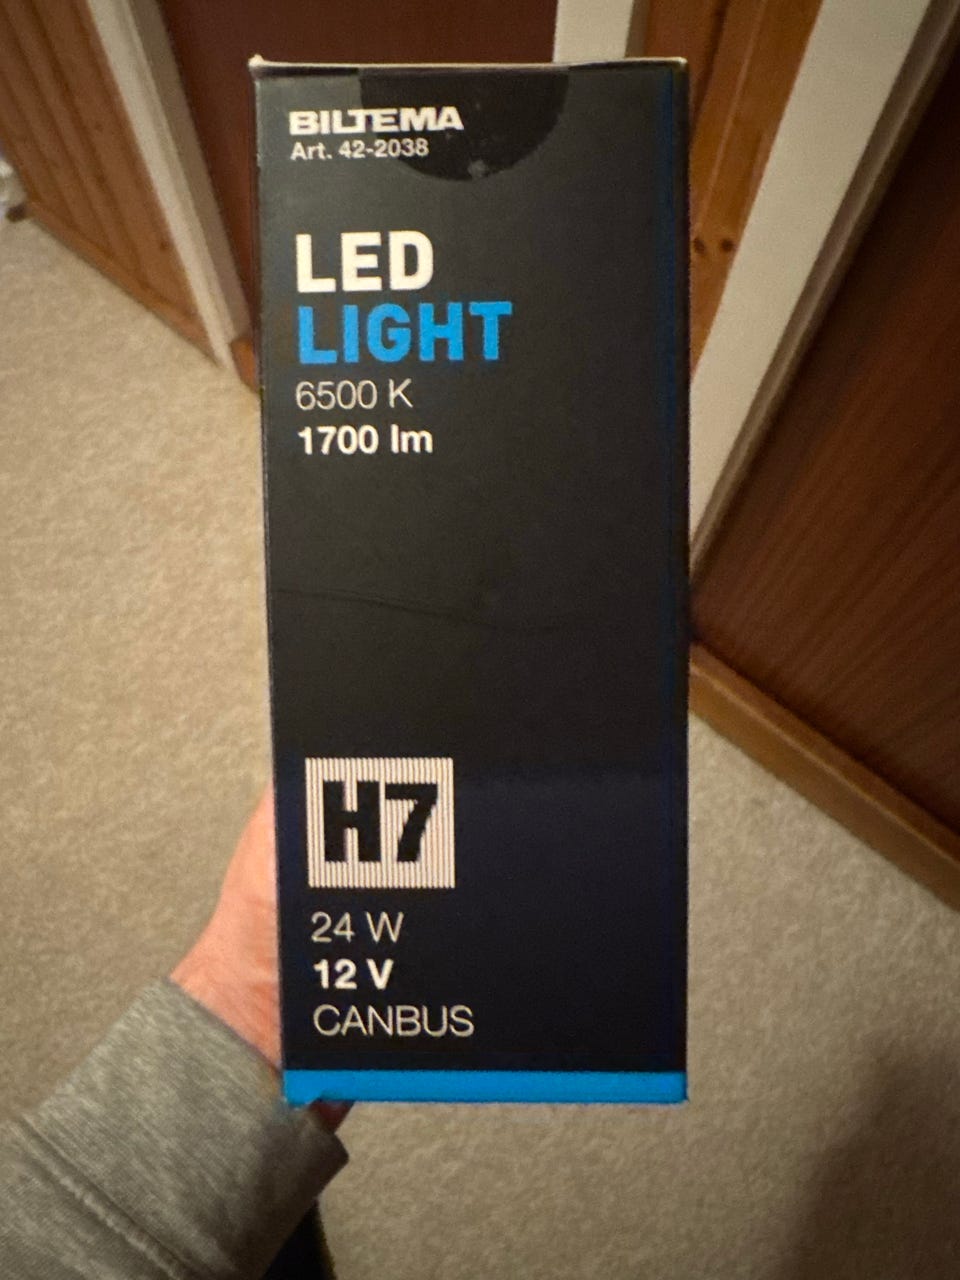 BILTEMA
Art. 42-2038
LED
LIGHT
6500 K
1700 lm
H7
24 W
12 V
CANBUS